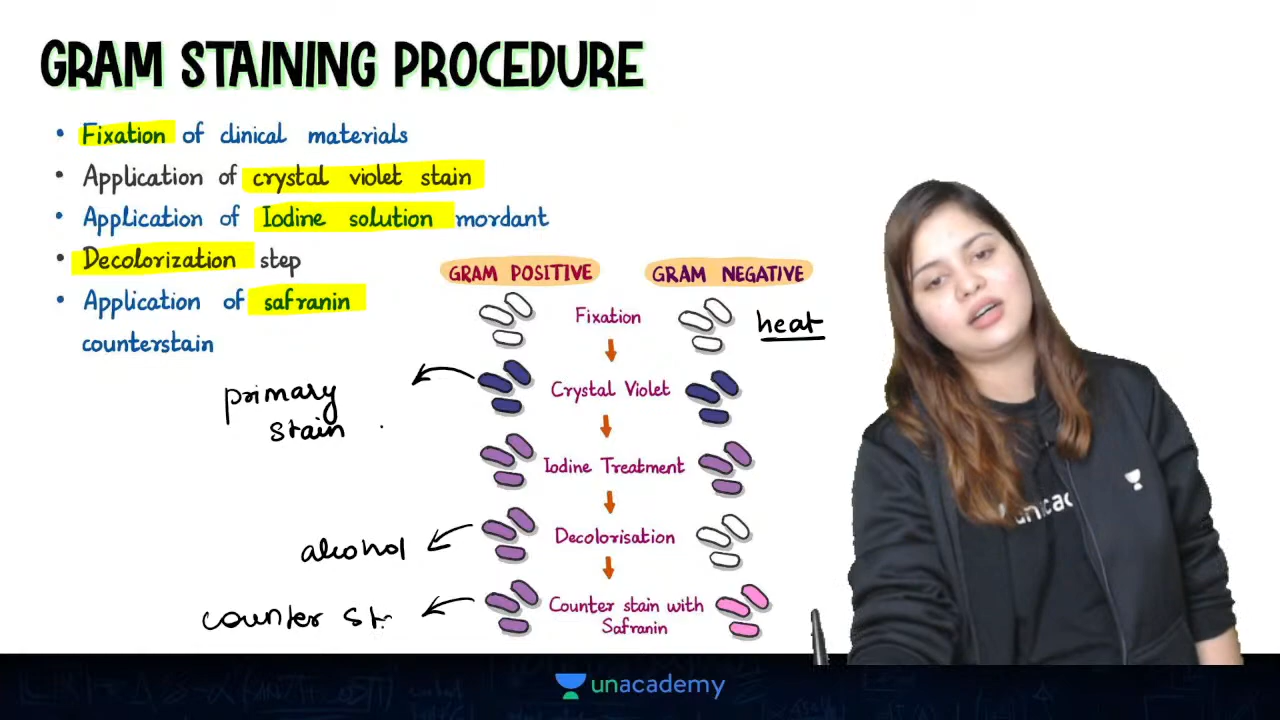 GRAM STAINING PROCEDURE
• Fixation of clinical materials
• Application of crystal violet stain
• Application of Iodine solution mordant
• Decolorization step
• Application of safranin
counterstain
GRAM POSITIVE
GRAM NEGATIVE
Fixation
heat
Crystal Violet
primary
stain
Iodine Treatment
Decolorisation
alcohol
Counter stain with
Safranin
counter st
unacademy